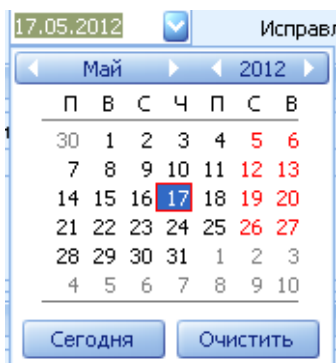 17.05.2012 Исправл
Май 2012
П В С Ч П С В
30 1 2 3 4 5 6
7 8 9 10 11 12 13
14 15 16 17 18 19 20
21 22 23 24 25 26 27
28 29 30 31 1 2 3
4 5 6 7 8 9 10
Сегодня Очистить